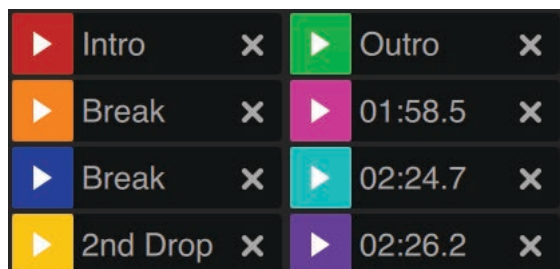 Intro
Break
Break
2nd Drop
Outro
01:58.5
02:24.7
02:26.2